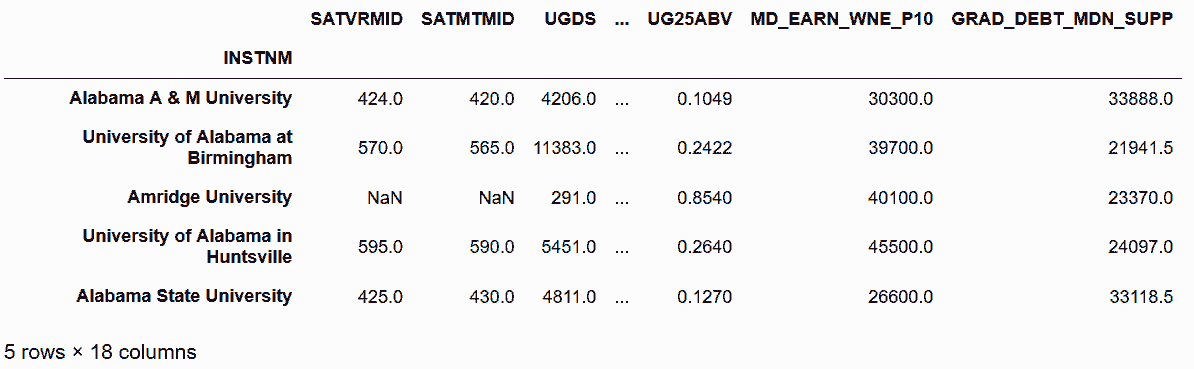 SATVRMID SATMTMID UGDS ... UG25ABV MD_EARN_WNE_P10 GRAD_DEBT_MDN_SUPP
INSTNM
Alabama A & M University 424.0 420.0 4206.0 ... 0.1049 30300.0 33888.0
University of Alabama at
Birmingham 570.0 565.0 11383.0 ... 0.2422 39700.0 21941.5
Amridge University NaN NaN 291.0 ... 0.8540 40100.0 23370.0
University of Alabama in
Huntsville 595.0 590.0 5451.0 ... 0.2640 45500.0 24097.0
Alabama State University 425.0 430.0 4811.0 ... 0.1270 26600.0 33118.5
5 rows × 18 columns